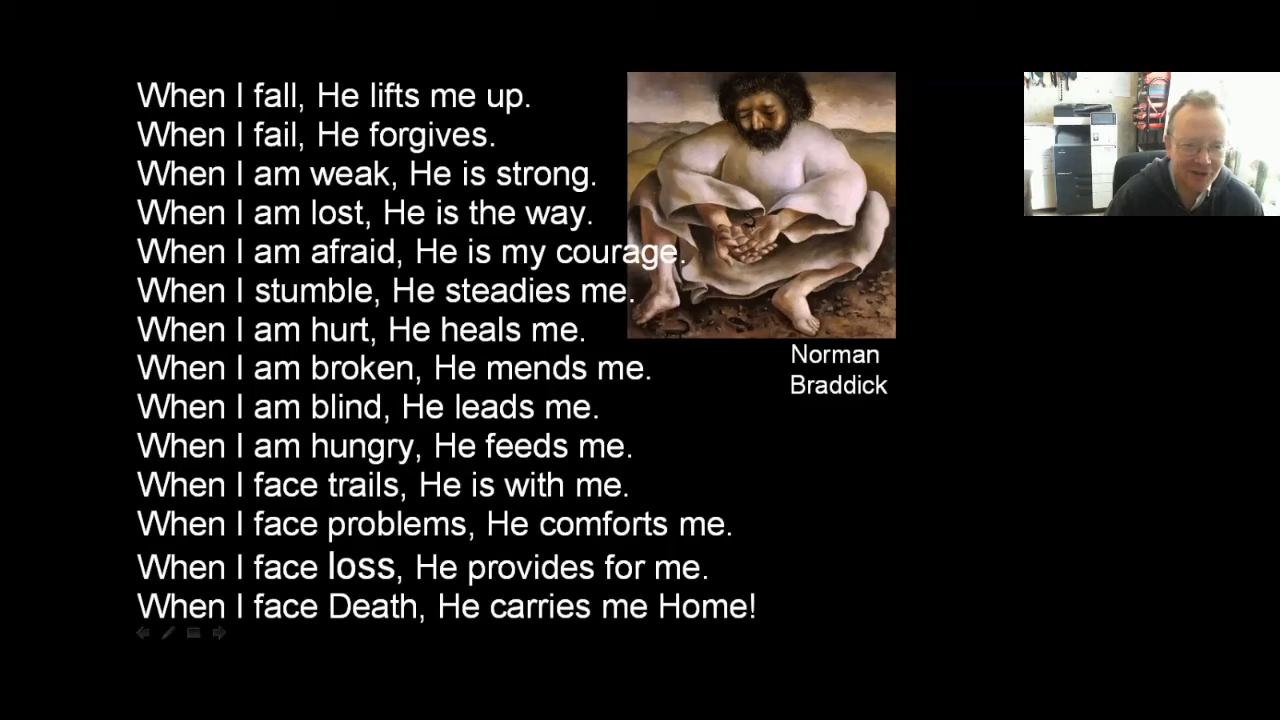 When I fall, He lifts me up.
When I fail, He forgives.
When I am weak, He is strong.
When I am lost, He is the way.
When I am afraid, He is my courage.
When I stumble, He steadies me.
When I am hurt, He heals me.
When I am broken, He mends me.
When I am blind, He leads me.
When I am hungry, He feeds me.
When I face trails, He is with me.
When I face problems, He comforts me.
When I face loss, He provides for me.
When I face Death, He carries me Home!
Norman
Braddick